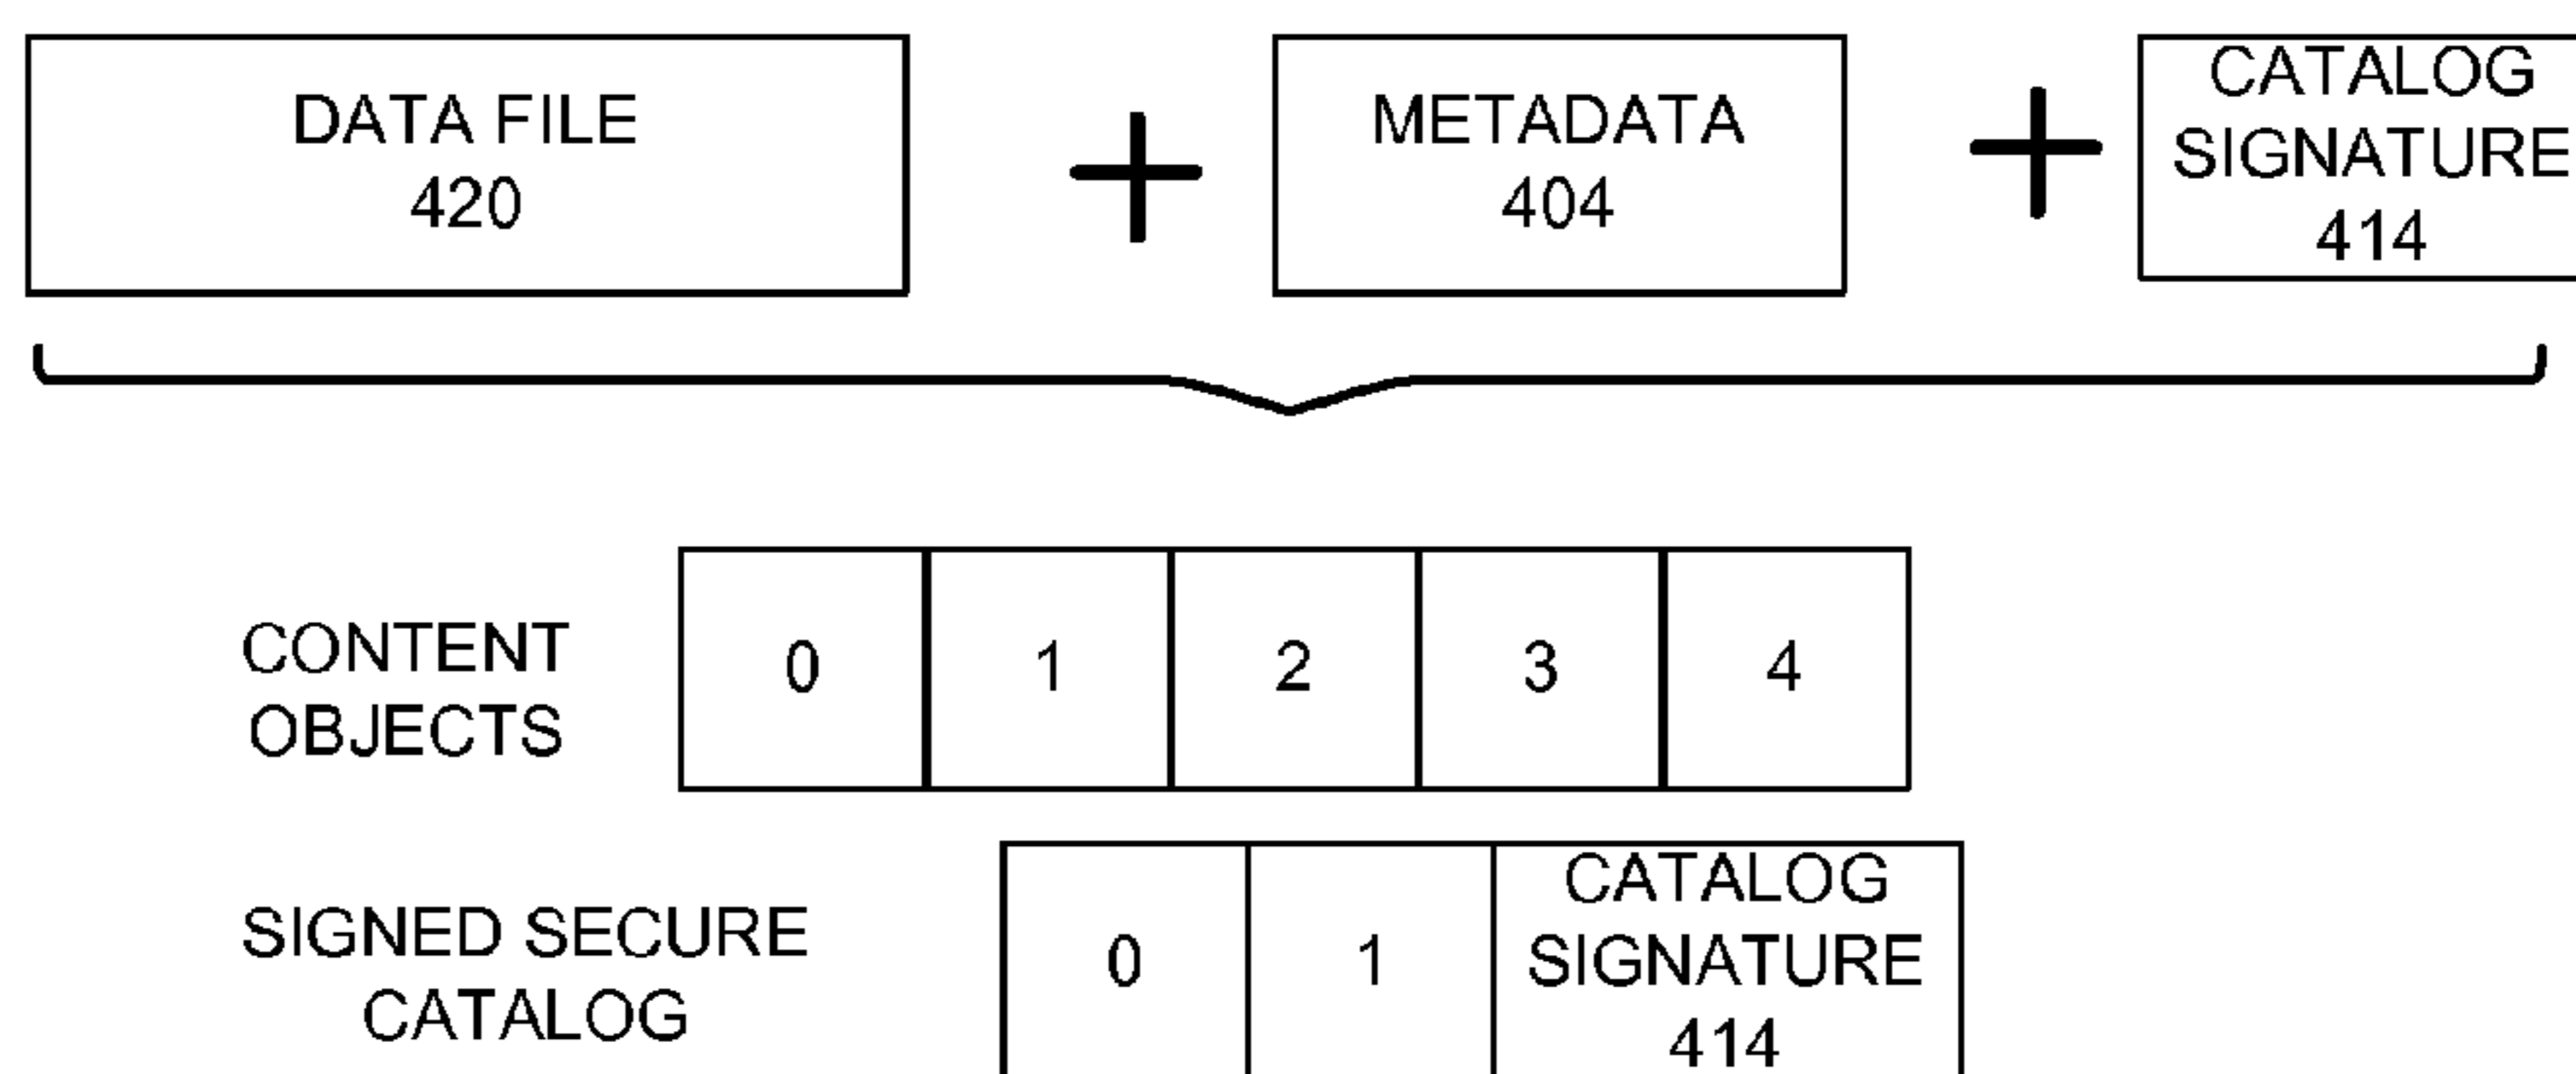 DATA FILE
420
METADATA
404
CATALOG
SIGNATURE
414
CONTENT
OBJECTS
0 1 2 3 4
SIGNED SECURE
CATALOG
0 1
CATALOG
SIGNATURE
414